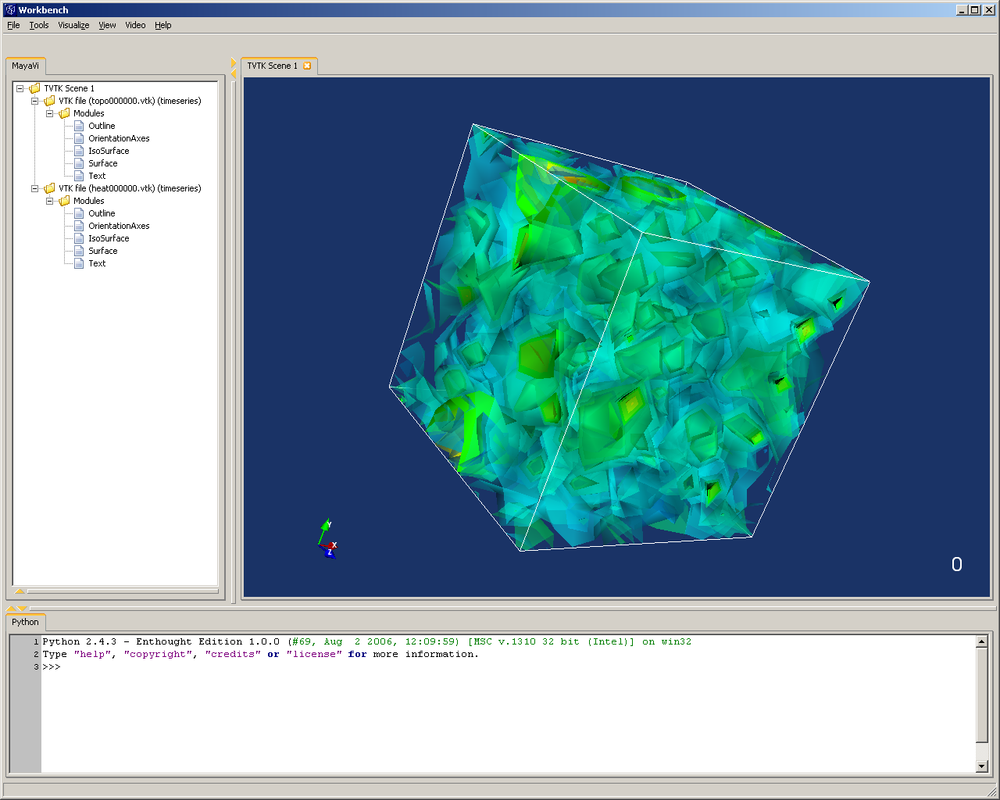 Workbench
File Tools Visualize View Video Help
MayaVi
TVTK Scene 1
TVTK Scene 1
VTK file (topo000000.vtk) (timeseries)
Modules
Outline
OrientationAxes
IsoSurface
Surface
Text
VTK file (heat000000.vtk) (timeseries)
Modules
Outline
OrientationAxes
IsoSurface
Surface
Text
Y
X
Z
0
Python
1 Python 2.4.3 - Enthought Edition 1.0.0 (#69, Aug  2 2006, 12:09:59) [MSC v.1310 32 bit (Intel)] on win32
2 Type "help", "copyright", "credits" or "license" for more information.
3 >>>